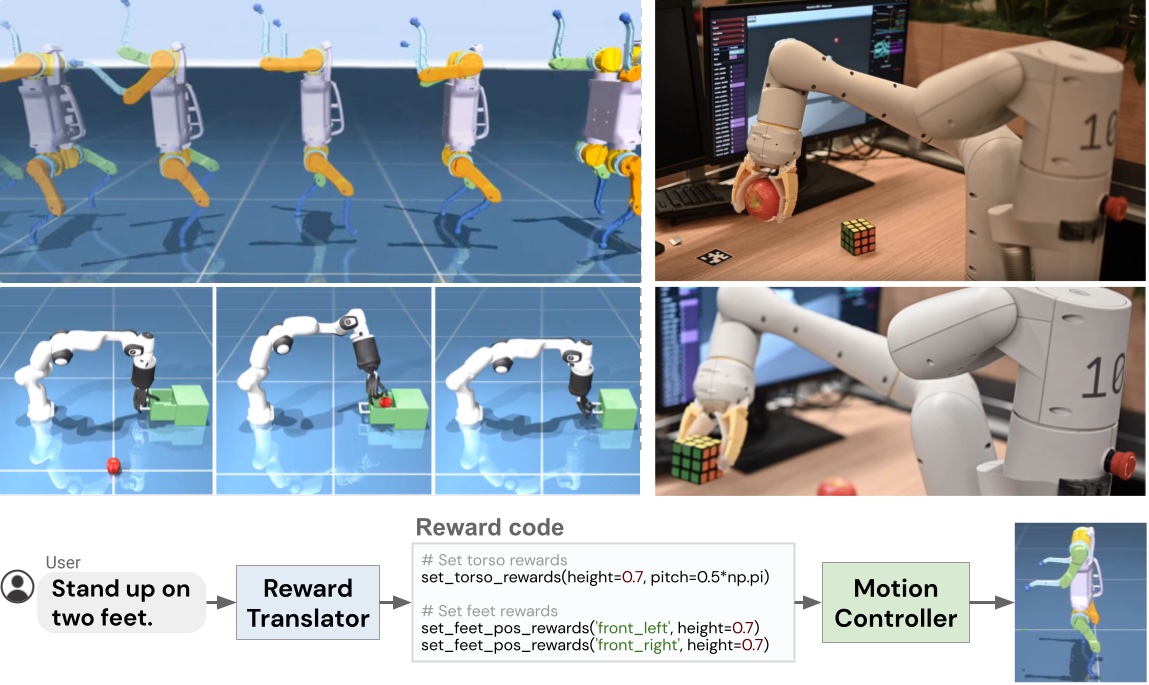 10
10
Reward code
User
Stand up on
two feet.
Reward
Translator
# Set torso rewards
set_torso_rewards(height=0.7, pitch=0.5*np.pi)
# Set feet rewards
set_feet_pos_rewards('front_left', height=0.7)
set_feet_pos_rewards('front_right', height=0.7)
Motion
Controller